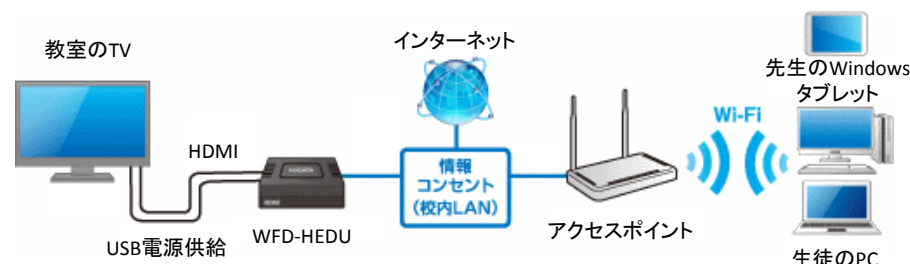 教室のTV
インターネット
先生のWindows
タブレット
Wi-Fi
HDMI
情報
コンセント
(校内LAN)
USB電源供給
WFD-HEDU
アクセスポイント
生徒のPC